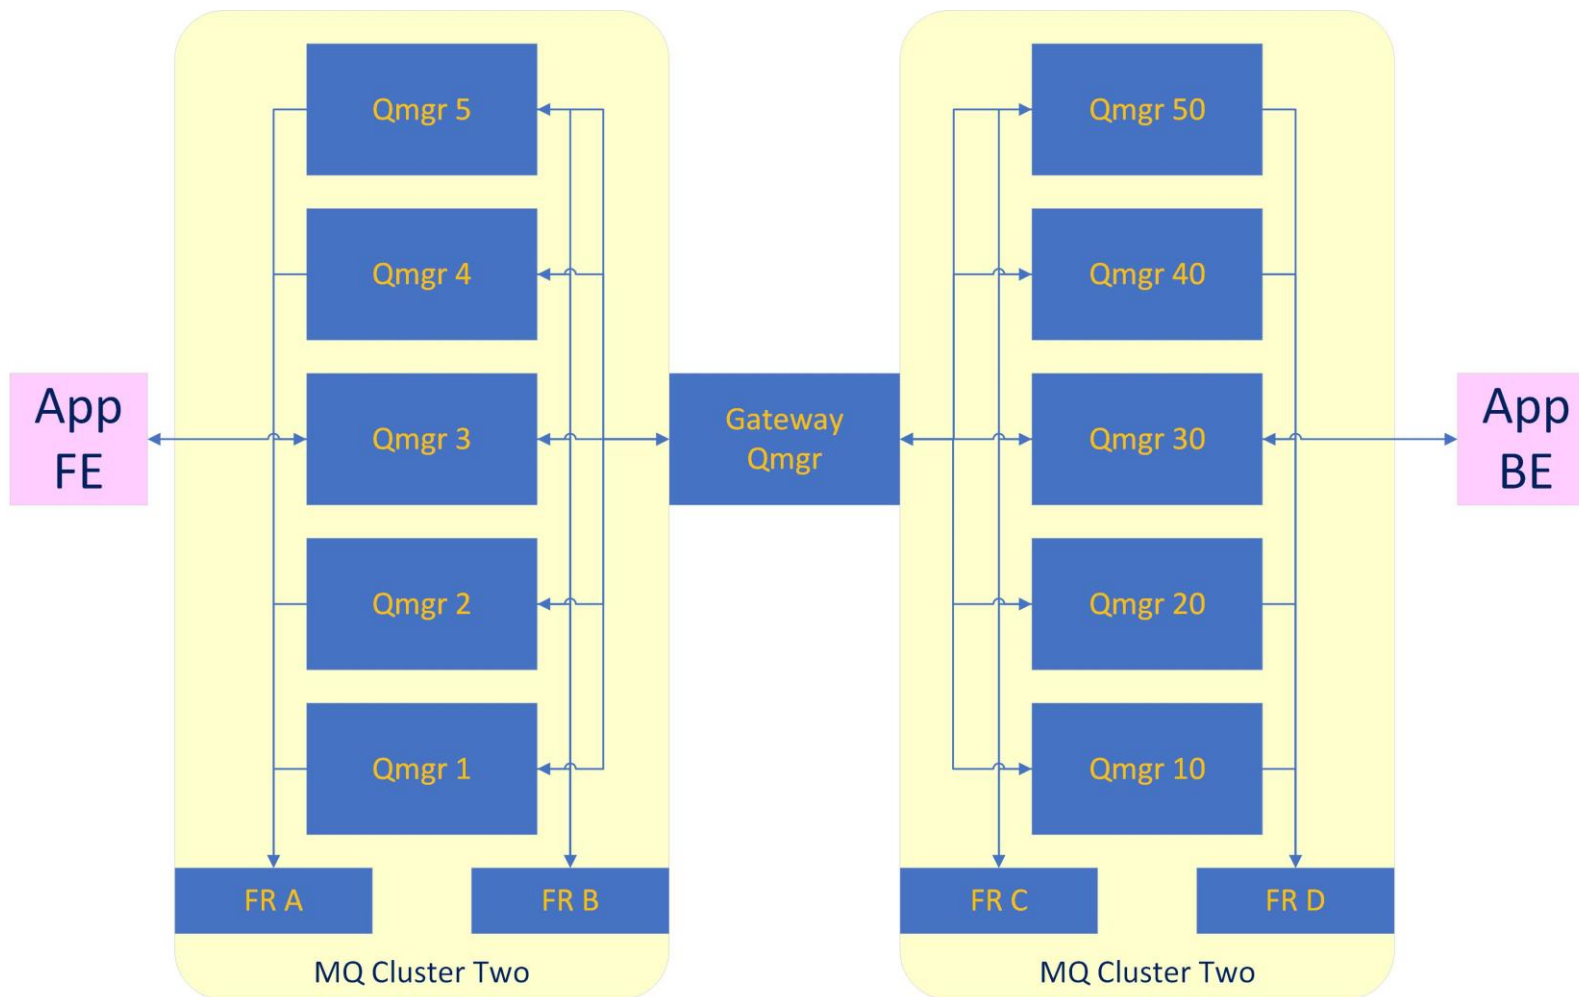 Qmgr 5
Qmgr 4
Qmgr 3
Qmgr 2
Qmgr 1
FR A
FR B
MQ Cluster Two
App
FE
Gateway
Qmgr
Qmgr 50
Qmgr 40
Qmgr 30
Qmgr 20
Qmgr 10
FR C
FR D
MQ Cluster Two
App
BE